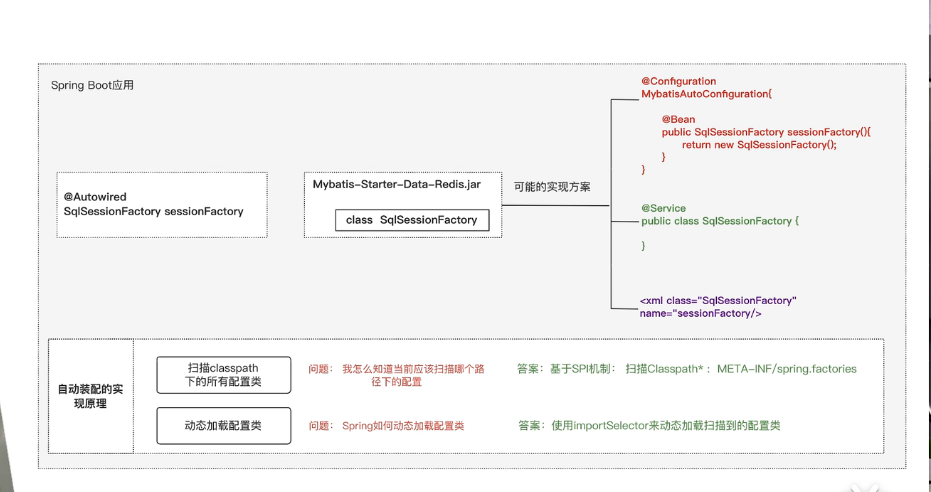 Spring Boot应用
@Autowired
SqlSessionFactory sessionFactory
Mybatis-Starter-Data-Redis.jar
class SqlSessionFactory
可能的实现方案
@Configuration
MybatisAutoConfiguration{
@Bean
public SqlSessionFactory sessionFactory(){
return new SqlSessionFactory();
}
}
@Service
public class SqlSessionFactory {
}
<xml class="SqlSessionFactory"
name="sessionFactory/>
自动装配的实
现原理
扫描classpath
下的所有配置类
问题： 我怎么知道当前应该扫描哪个路
径下的配置
答案：基于SPI机制： 扫描Classpath*： META-INF/spring.factories
动态加载配置类
问题： Spring如何动态加载配置类
答案：使用importSelector来动态加载扫描到的配置类